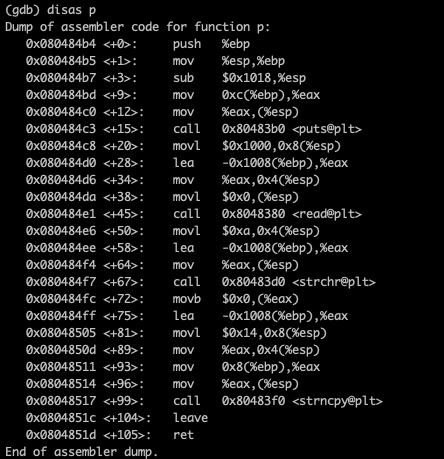 (gdb) disas p
Dump of assembler code for function p:
   0x080484b4 <+0>:     push   %ebp
   0x080484b5 <+1>:     mov    %esp,%ebp
   0x080484b7 <+3>:     sub    $0x1018,%esp
   0x080484bd <+9>:     mov    0xc(%ebp),%eax
   0x080484c0 <+12>:    mov    %eax,(%esp)
   0x080484c3 <+15>:    call   0x80483b0 <puts@plt>
   0x080484c8 <+20>:    movl   $0x1000,0x8(%esp)
   0x080484d0 <+28>:    lea    -0x1008(%ebp),%eax
   0x080484d6 <+34>:    mov    %eax,0x4(%esp)
   0x080484da <+38>:    movl   $0x0,(%esp)
   0x080484e1 <+45>:    call   0x8048380 <read@plt>
   0x080484e6 <+50>:    movl   $0xa,0x4(%esp)
   0x080484ee <+58>:    lea    -0x1008(%ebp),%eax
   0x080484f4 <+64>:    mov    %eax,(%esp)
   0x080484f7 <+67>:    call   0x80483d0 <strchr@plt>
   0x080484fc <+72>:    movb   $0x0,(%eax)
   0x080484ff <+75>:    lea    -0x1008(%ebp),%eax
   0x08048505 <+81>:    movl   $0x14,0x8(%esp)
   0x0804850d <+89>:    mov    %eax,0x4(%esp)
   0x08048511 <+93>:    mov    0x8(%ebp),%eax
   0x08048514 <+96>:    mov    %eax,(%esp)
   0x08048517 <+99>:    call   0x80483f0 <strncpy@plt>
   0x0804851c <+104>:   leave
   0x0804851d <+105>:   ret
End of assembler dump.